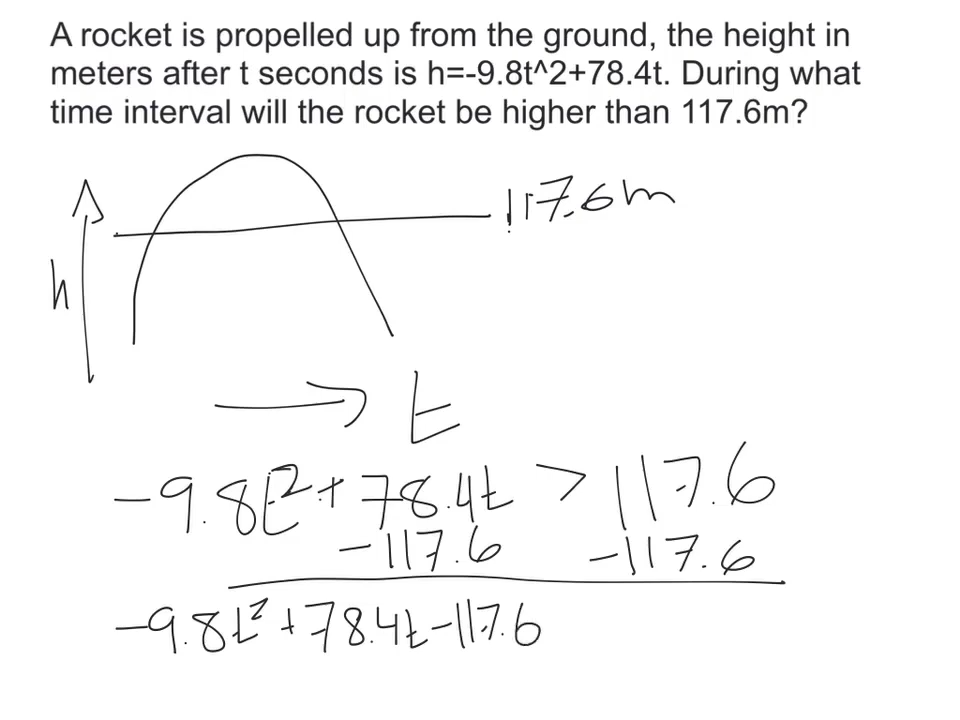 A rocket is propelled up from the ground, the height in
meters after t seconds is h=-9.8t^2+78.4t. During what
time interval will the rocket be higher than 117.6m?
117.6m
h
t
-9.8t²+78.4t > 117.6
-117.6 -117.6
-9.8t²+78.4t-117.6